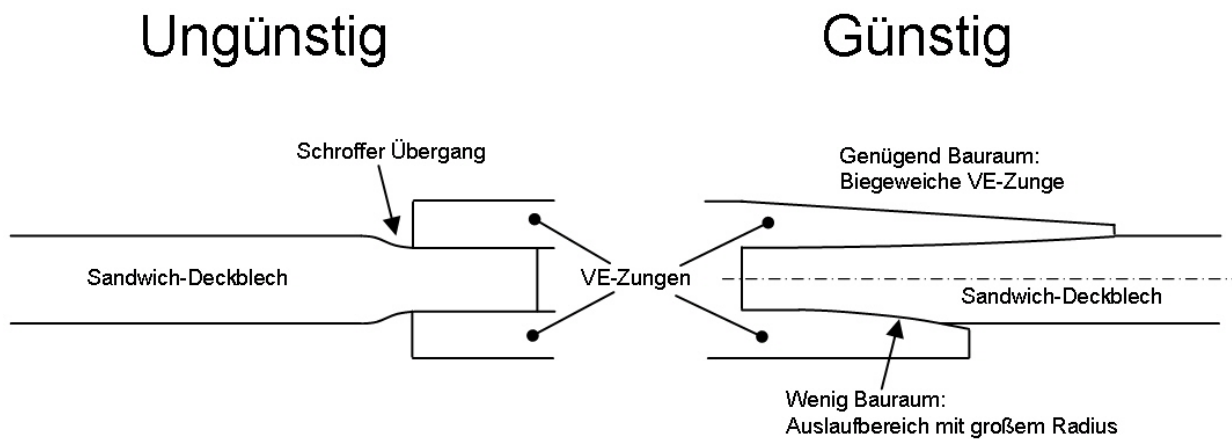 Ungünstig
Günstig
Schroffer Übergang
Genügend Bauraum:
Biegeweiche VE-Zunge
Sandwich-Deckblech
VE-Zungen
Sandwich-Deckblech
Wenig Bauraum:
Auslaufbereich mit großem Radius